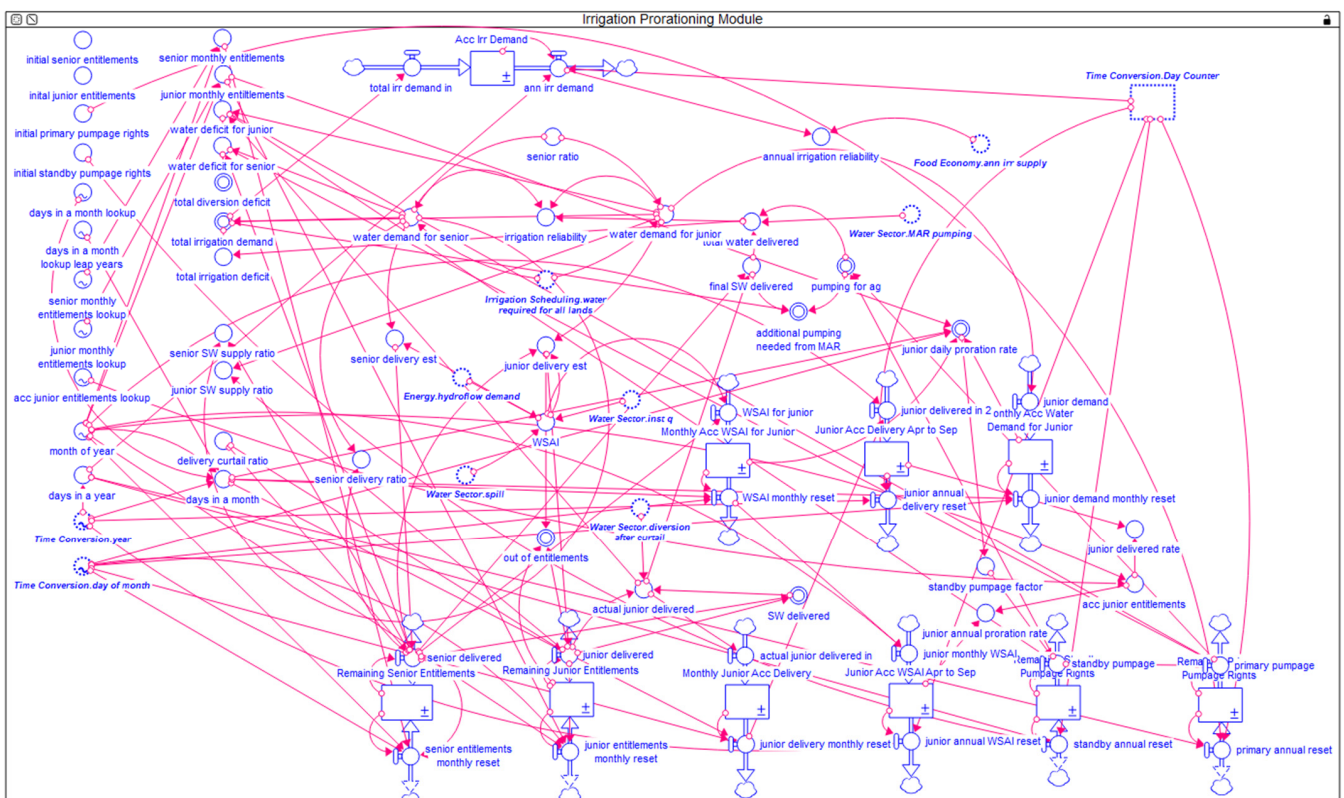 Irrigation Prorationing Module
initial senior entitlements
senior monthly entitlements
Acc Irr Demand
total irr demand in
ann irr demand
Time Conversion.Day Counter
inital junior entitlements
junior monthly entitlements
initial primary pumpage rights
water deficit for junior
senior ratio
annual irrigation reliability
Food Economy.ann irr supply
initial standby pumpage rights
water deficit for senior
days in a month lookup
total diversion deficit
days in a month
lookup leap years
total irrigation demand
water demand for senior
irrigation reliability
water demand for junior
total water delivered
Water Sector.MAR pumping
total irrigation deficit
senior monthly
entitlements lookup
Irrigation Scheduling.water
required for all lands
final SW delivered
pumping for ag
additional pumping
needed from MAR
junior monthly
entitlements lookup
senior SW supply ratio
senior delivery est
junior delivery est
junior daily proration rate
acc junior entitlements lookup
junior SW supply ratio
Energy.hydroflow demand
Water Sector.inst q
WSAI
WSAI for junior
Monthly Acc WSAI for Junior
junior delivered in 2
Junior Acc Delivery Apr to Sep
junior demand
onthly Acc Water
Demand for Junior
month of year
delivery curtail ratio
senior delivery ratio
days in a year
days in a month
Water Sector.spill
WSAI monthly reset
junior annual
delivery reset
junior demand monthly reset
Time Conversion.year
Water Sector.diversion
after curtail
out of entitlements
junior delivered rate
Time Conversion.day of month
actual junior delivered
SW delivered
standby pumpage factor
acc junior entitlements
junior annual proration rate
senior delivered
Remaining Senior Entitlements
junior delivered
Remaining Junior Entitlements
actual junior delivered in
Monthly Junior Acc Delivery
junior monthly WSAI
Junior Acc WSAI Apr to Sep
standby pumpage
Pumpage Rights
primary pumpage
Pumpage Rights
senior entitlements
monthly reset
junior entitlements
monthly reset
junior delivery monthly reset
junior annual WSAI reset
standby annual reset
primary annual reset